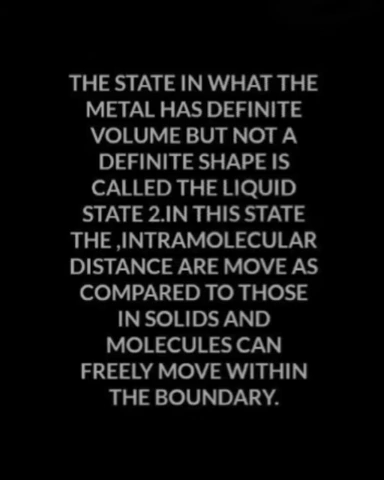 THE STATE IN WHAT THE
METAL HAS DEFINITE
VOLUME BUT NOT A
DEFINITE SHAPE IS
CALLED THE LIQUID
STATE 2.IN THIS STATE
THE ,INTRAMOLECULAR
DISTANCE ARE MOVE AS
COMPARED TO THOSE
IN SOLIDS AND
MOLECULES CAN
FREELY MOVE WITHIN
THE BOUNDARY.